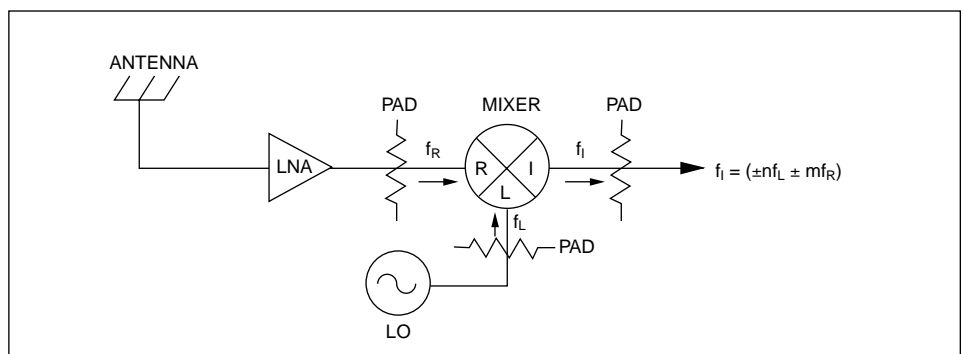 ANTENNA
PAD
MIXER
PAD
LNA
f_R
R
I
L
f_I
f_I = (±nf_L ± mf_R)
f_L
PAD
LO